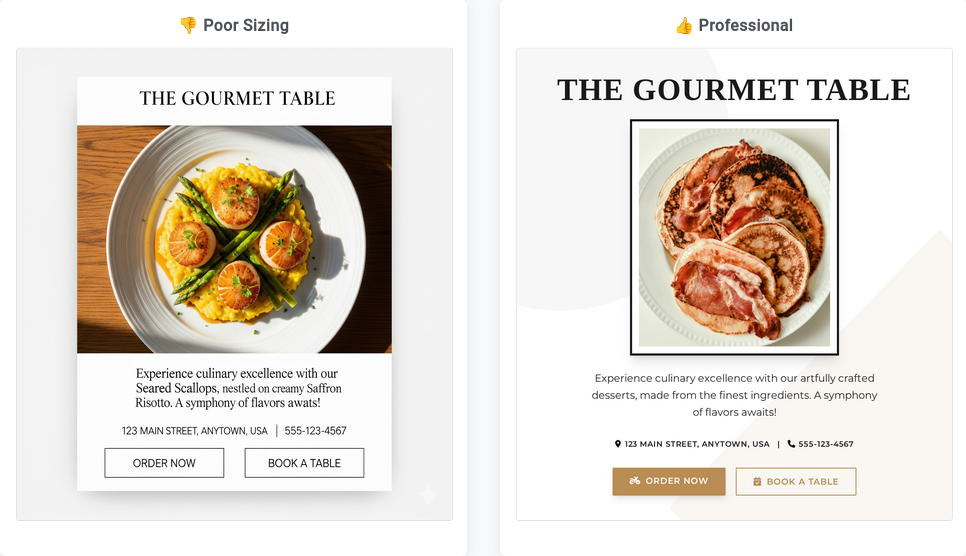 👎 Poor Sizing
THE GOURMET TABLE
Experience culinary excellence with our
Seared Scallops, nestled on creamy Saffron
Risotto. A symphony of flavors awaits!
123 MAIN STREET, ANYTOWN, USA | 555-123-4567
ORDER NOW
BOOK A TABLE
👍 Professional
THE GOURMET TABLE
Experience culinary excellence with our artfully crafted
desserts, made from the finest ingredients. A symphony
of flavors awaits!
123 MAIN STREET, ANYTOWN, USA | 555-123-4567
ORDER NOW
BOOK A TABLE